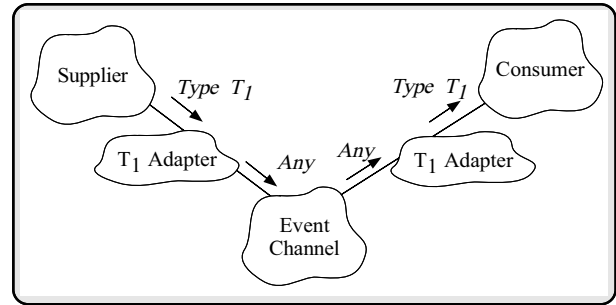 Supplier
Consumer
Type T1
Type T1
T1 Adapter
Any
Any
T1 Adapter
Event
Channel